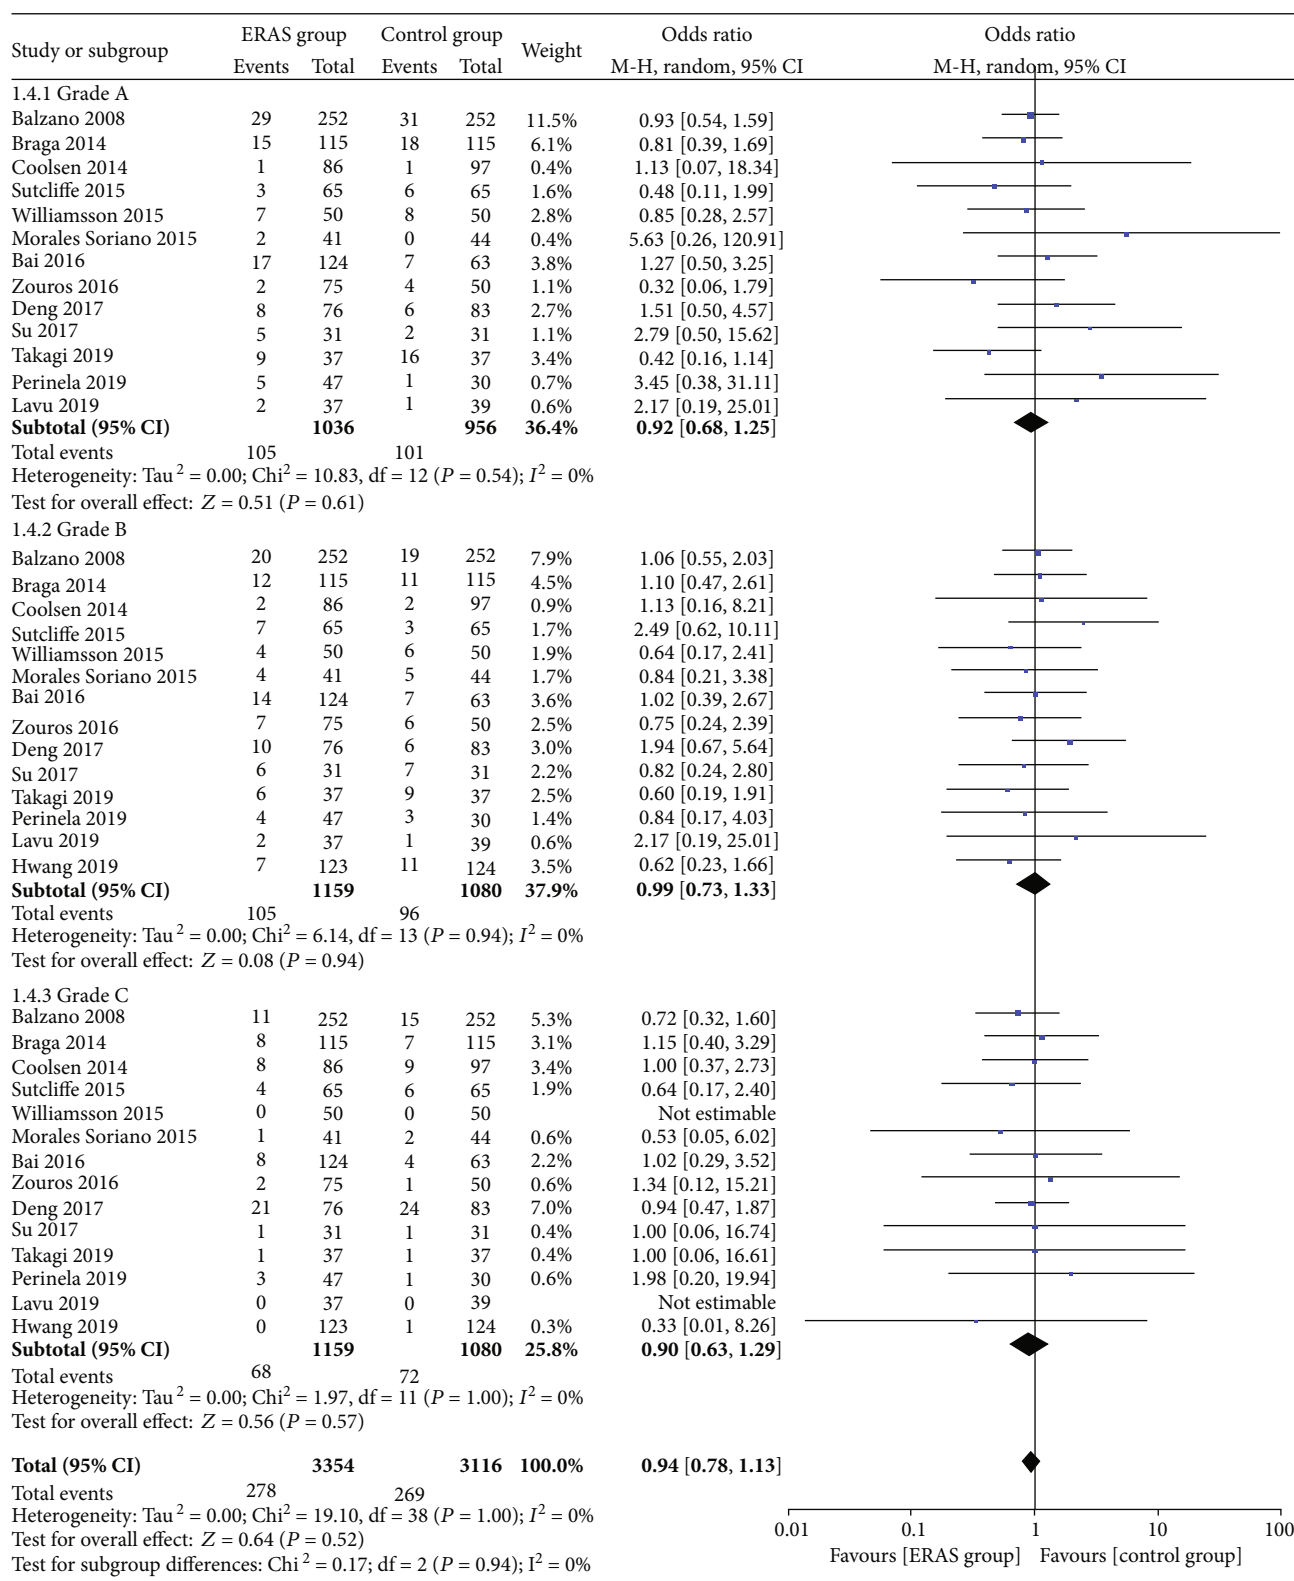 Study or subgroup ERAS group Control group Weight Odds ratio Odds ratio
Events Total Events Total M-H, random, 95% CI M-H, random, 95% CI
1.4.1 Grade A
Balzano 2008 29 252 31 252 11.5% 0.93 [0.54, 1.59]
Braga 2014 15 115 18 115 6.1% 0.81 [0.39, 1.69]
Coolsen 2014 1 86 1 97 0.4% 1.13 [0.07, 18.34]
Sutcliffe 2015 3 65 6 65 1.6% 0.48 [0.11, 1.99]
Williamsson 2015 7 50 8 50 2.8% 0.85 [0.28, 2.57]
Morales Soriano 2015 2 41 0 44 0.4% 5.63 [0.26, 120.91]
Bai 2016 17 124 7 63 3.8% 1.27 [0.50, 3.25]
Zouros 2016 2 75 4 50 1.1% 0.32 [0.06, 1.79]
Deng 2017 8 76 6 83 2.7% 1.51 [0.50, 4.57]
Su 2017 5 31 2 31 1.1% 2.79 [0.50, 15.62]
Takagi 2019 9 37 16 37 3.4% 0.42 [0.16, 1.14]
Perinela 2019 5 47 1 30 0.7% 3.45 [0.38, 31.11]
Lavu 2019 2 37 1 39 0.6% 2.17 [0.19, 25.01]
Subtotal (95% CI) 1036 956 36.4% 0.92 [0.68, 1.25]
Total events 105 101
Heterogeneity: Tau² = 0.00; Chi² = 10.83, df = 12 (P = 0.54); I² = 0%
Test for overall effect: Z = 0.51 (P = 0.61)
1.4.2 Grade B
Balzano 2008 20 252 19 252 7.9% 1.06 [0.55, 2.03]
Braga 2014 12 115 11 115 4.5% 1.10 [0.47, 2.61]
Coolsen 2014 2 86 2 97 0.9% 1.13 [0.16, 8.21]
Sutcliffe 2015 7 65 3 65 1.7% 2.49 [0.62, 10.11]
Williamsson 2015 4 50 6 50 1.9% 0.64 [0.17, 2.41]
Morales Soriano 2015 4 41 5 44 1.7% 0.84 [0.21, 3.38]
Bai 2016 14 124 7 63 3.6% 1.02 [0.39, 2.67]
Zouros 2016 7 75 6 50 2.5% 0.75 [0.24, 2.39]
Deng 2017 10 76 6 83 3.0% 1.94 [0.67, 5.64]
Su 2017 6 31 7 31 2.2% 0.82 [0.24, 2.80]
Takagi 2019 6 37 9 37 2.5% 0.60 [0.19, 1.91]
Perinela 2019 4 47 3 30 1.4% 0.84 [0.17, 4.03]
Lavu 2019 2 37 1 39 0.6% 2.17 [0.19, 25.01]
Hwang 2019 7 123 11 124 3.5% 0.62 [0.23, 1.66]
Subtotal (95% CI) 1159 1080 37.9% 0.99 [0.73, 1.33]
Total events 105 96
Heterogeneity: Tau² = 0.00; Chi² = 6.14, df = 13 (P = 0.94); I² = 0%
Test for overall effect: Z = 0.08 (P = 0.94)
1.4.3 Grade C
Balzano 2008 11 252 15 252 5.3% 0.72 [0.32, 1.60]
Braga 2014 8 115 7 115 3.1% 1.15 [0.40, 3.29]
Coolsen 2014 8 86 9 97 3.4% 1.00 [0.37, 2.73]
Sutcliffe 2015 4 65 6 65 1.9% 0.64 [0.17, 2.40]
Williamsson 2015 0 50 0 50 Not estimable
Morales Soriano 2015 1 41 2 44 0.6% 0.53 [0.05, 6.02]
Bai 2016 8 124 4 63 2.2% 1.02 [0.29, 3.52]
Zouros 2016 2 75 1 50 0.6% 1.34 [0.12, 15.21]
Deng 2017 21 76 24 83 7.0% 0.94 [0.47, 1.87]
Su 2017 1 31 1 31 0.4% 1.00 [0.06, 16.74]
Takagi 2019 1 37 1 37 0.4% 1.00 [0.06, 16.61]
Perinela 2019 3 47 1 30 0.6% 1.98 [0.20, 19.94]
Lavu 2019 0 37 0 39 Not estimable
Hwang 2019 0 123 1 124 0.3% 0.33 [0.01, 8.26]
Subtotal (95% CI) 1159 1080 25.8% 0.90 [0.63, 1.29]
Total events 68 72
Heterogeneity: Tau² = 0.00; Chi² = 1.97, df = 11 (P = 1.00); I² = 0%
Test for overall effect: Z = 0.56 (P = 0.57)
Total (95% CI) 3354 3116 100.0% 0.94 [0.78, 1.13]
Total events 278 269
Heterogeneity: Tau² = 0.00; Chi² = 19.10, df = 38 (P = 1.00); I² = 0%
Test for overall effect: Z = 0.64 (P = 0.52)
Test for subgroup differences: Chi² = 0.17; df = 2 (P = 0.94); I² = 0%
0.01 0.1 1 10 100
Favours [ERAS group] Favours [control group]